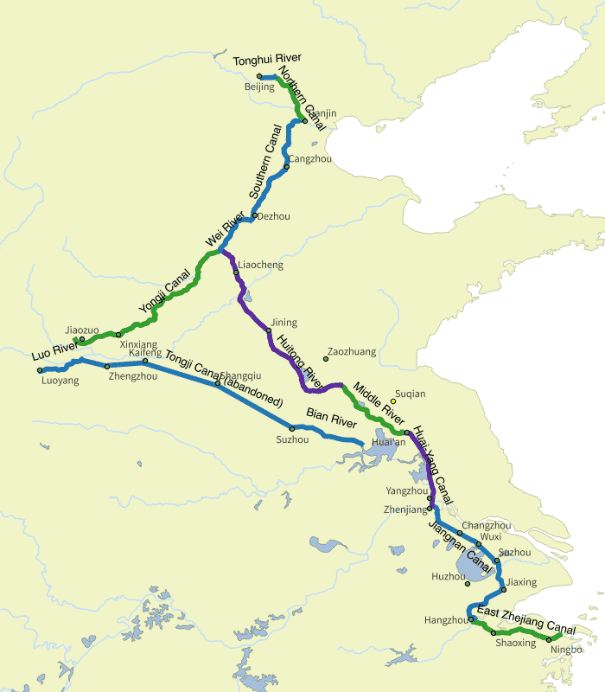 Tonghui River
Beijing
Northern Canal
Tianjin
Southern Canal
Cangzhou
Dezhou
Wei River
Liaocheng
Yongji Canal
Jiaozuo
Xinxiang
Jining
Luo River
Kaifeng
Huitong River
Zaozhuang
Luoyang
Zhengzhou
Tongji Canal (abandoned)
Shangqiu
Middle River
Suqian
Bian River
Suzhou
Huai'an
Huai-Yang Canal
Yangzhou
Zhenjiang
Changzhou
Wuxi
Jiangnan Canal
Suzhou
Huzhou
Jiaxing
Hangzhou
East Zhejiang Canal
Shaoxing
Ningbo